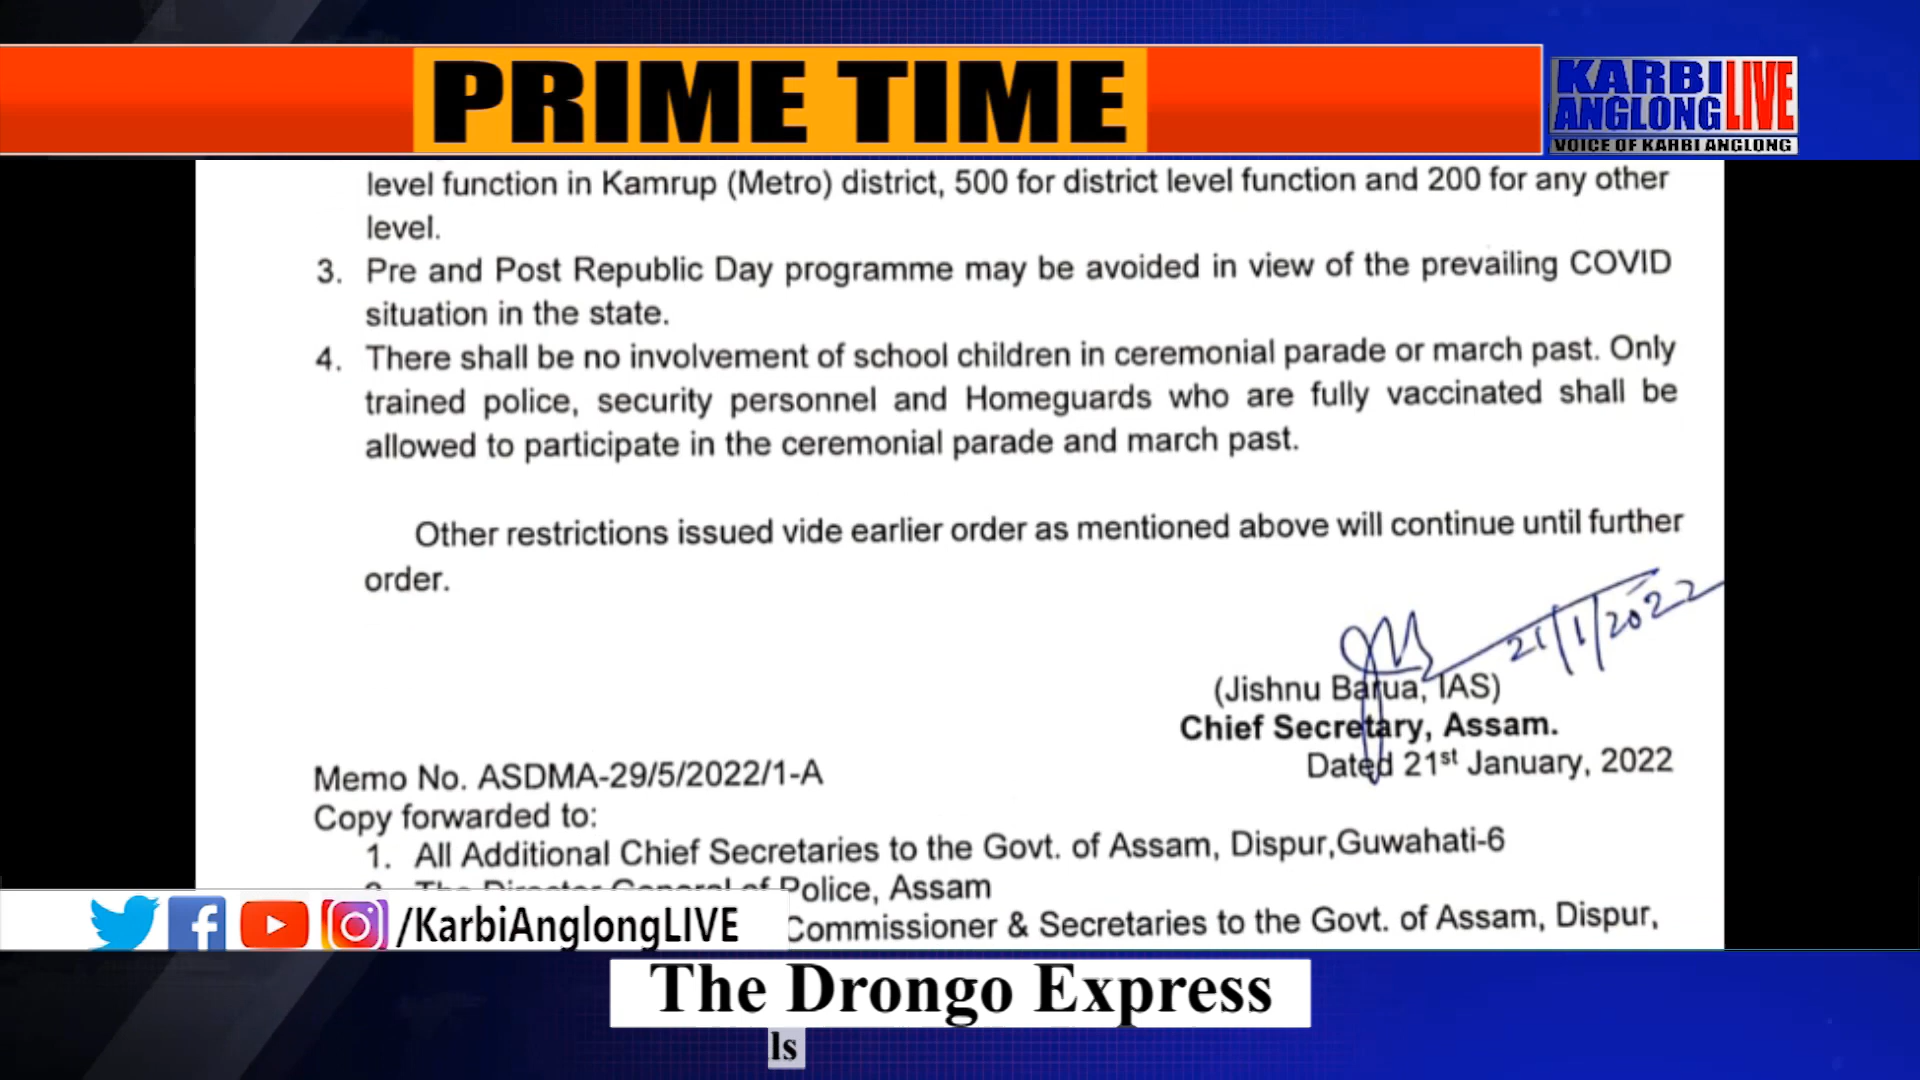 PRIME TIME
KARBI
ANGLONG
LIVE
VOICE OF KARBI ANGLONG
level function in Kamrup (Metro) district, 500 for district level function and 200 for any other
level.
3. Pre and Post Republic Day programme may be avoided in view of the prevailing COVID
situation in the state.
4. There shall be no involvement of school children in ceremonial parade or march past. Only
trained police, security personnel and Homeguards who are fully vaccinated shall be
allowed to participate in the ceremonial parade and march past.
Other restrictions issued vide earlier order as mentioned above will continue until further
order.
21/1/2022
(Jishnu Barua, IAS)
Chief Secretary, Assam.
Memo No. ASDMA-29/5/2022/1-A
Dated 21st January, 2022
Copy forwarded to:
1. All Additional Chief Secretaries to the Govt. of Assam, Dispur,Guwahati-6
2. The Director General of Police, Assam
Commissioner & Secretaries to the Govt. of Assam, Dispur,
/KarbiAnglongLIVE
The Drongo Express
ls